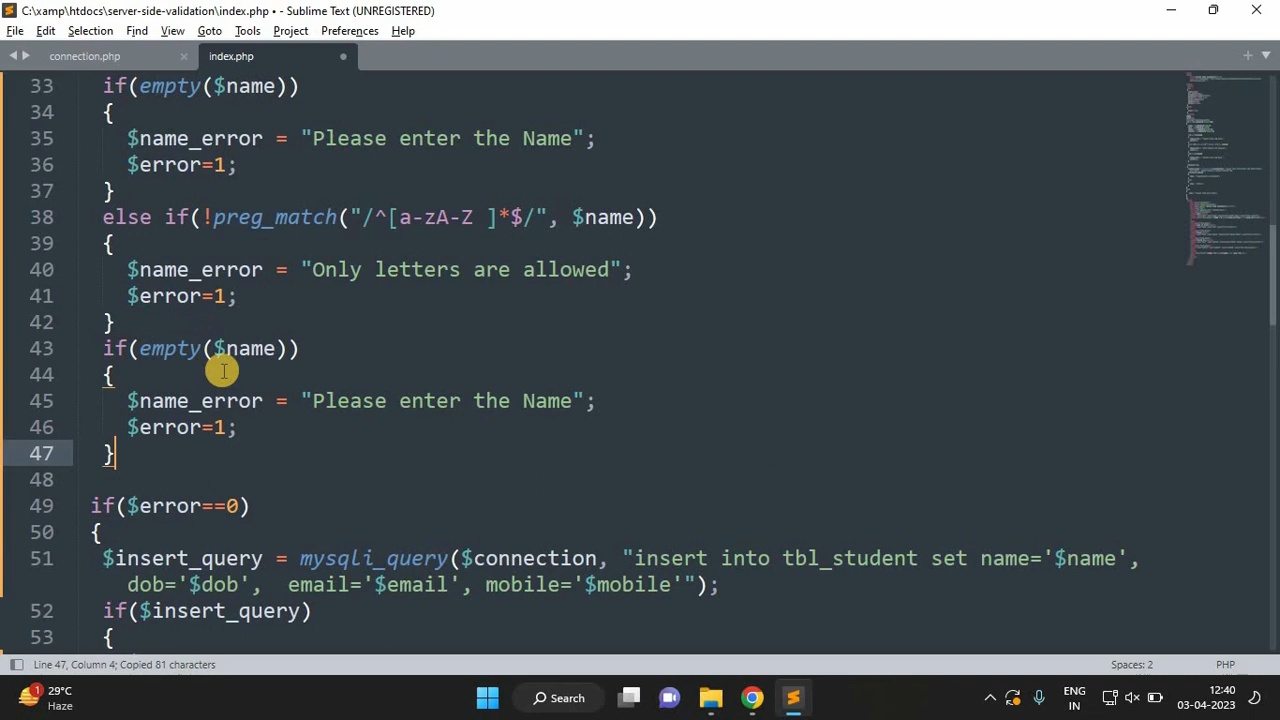 C:\xamp\htdocs\server-side-validation\index.php • - Sublime Text (UNREGISTERED)
File Edit Selection Find View Goto Tools Project Preferences Help
connection.php index.php
33 if(empty($name))
34 {
35 $name_error = "Please enter the Name";
36 $error=1;
37 }
38 else if(!preg_match("/^[a-zA-Z ]*$/", $name))
39 {
40 $name_error = "Only letters are allowed";
41 $error=1;
42 }
43 if(empty($name))
44 {
45 $name_error = "Please enter the Name";
46 $error=1;
47 }
48
49 if($error==0)
50 {
51 $insert_query = mysqli_query($connection, "insert into tbl_student set name='$name',
dob='$dob',  email='$email', mobile='$mobile'");
52 if($insert_query)
53 {
Line 47, Column 4; Copied 81 characters Spaces: 2 PHP
1 29°C
Haze
Search
ENG
IN
12:40
03-04-2023